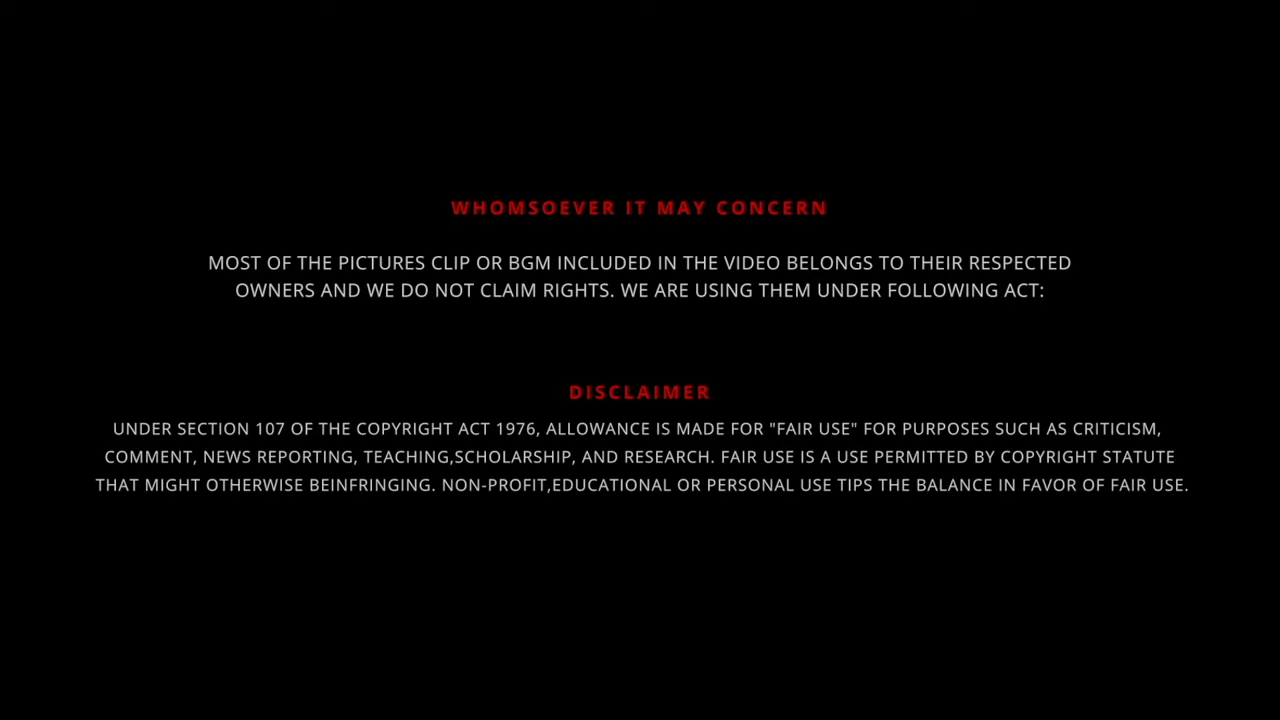 WHOMSOEVER IT MAY CONCERN
MOST OF THE PICTURES CLIP OR BGM INCLUDED IN THE VIDEO BELONGS TO THEIR RESPECTED
OWNERS AND WE DO NOT CLAIM RIGHTS. WE ARE USING THEM UNDER FOLLOWING ACT:
DISCLAIMER
UNDER SECTION 107 OF THE COPYRIGHT ACT 1976, ALLOWANCE IS MADE FOR "FAIR USE" FOR PURPOSES SUCH AS CRITICISM,
COMMENT, NEWS REPORTING, TEACHING,SCHOLARSHIP, AND RESEARCH. FAIR USE IS A USE PERMITTED BY COPYRIGHT STATUTE
THAT MIGHT OTHERWISE BEINFRINGING. NON-PROFIT,EDUCATIONAL OR PERSONAL USE TIPS THE BALANCE IN FAVOR OF FAIR USE.